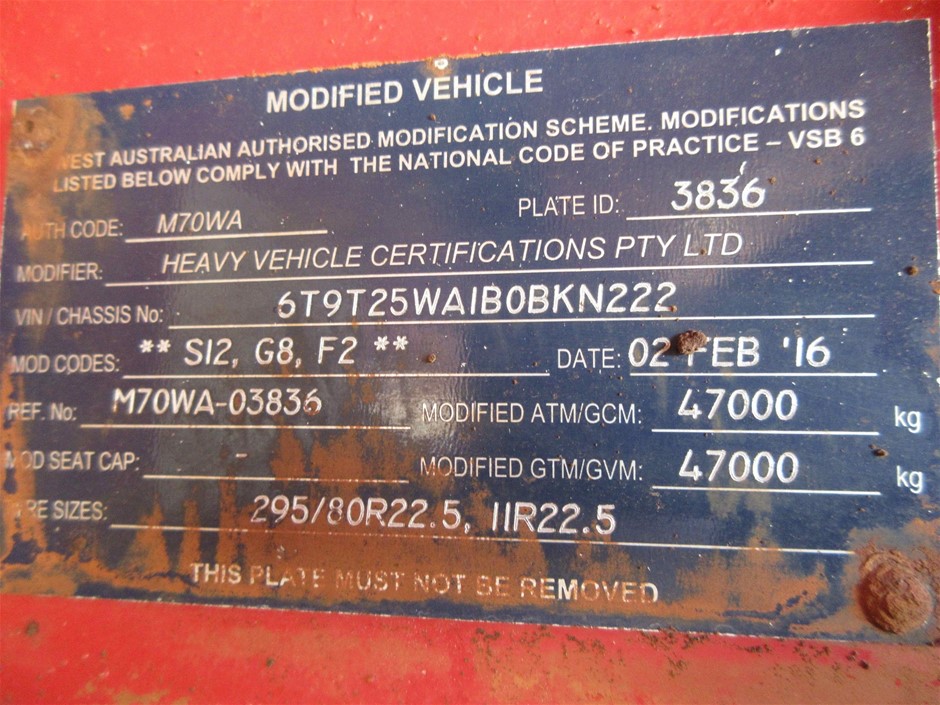 MODIFIED VEHICLE
WEST AUSTRALIAN AUTHORISED MODIFICATION SCHEME. MODIFICATIONS
LISTED BELOW COMPLY WITH THE NATIONAL CODE OF PRACTICE – VSB 6
AUTH CODE: M70WA PLATE ID: 3836
MODIFIER: HEAVY VEHICLE CERTIFICATIONS PTY LTD
VIN / CHASSIS No: 6T9T25WA1B0BKN222
MOD CODES: ** S12, G8, F2 ** DATE: 02 FEB '16
REF. No: M70WA-03836 MODIFIED ATM/GCM: 47000 kg
MOD SEAT CAP: - MODIFIED GTM/GVM: 47000 kg
TYRE SIZES: 295/80R22.5, 11R22.5
THIS PLATE MUST NOT BE REMOVED